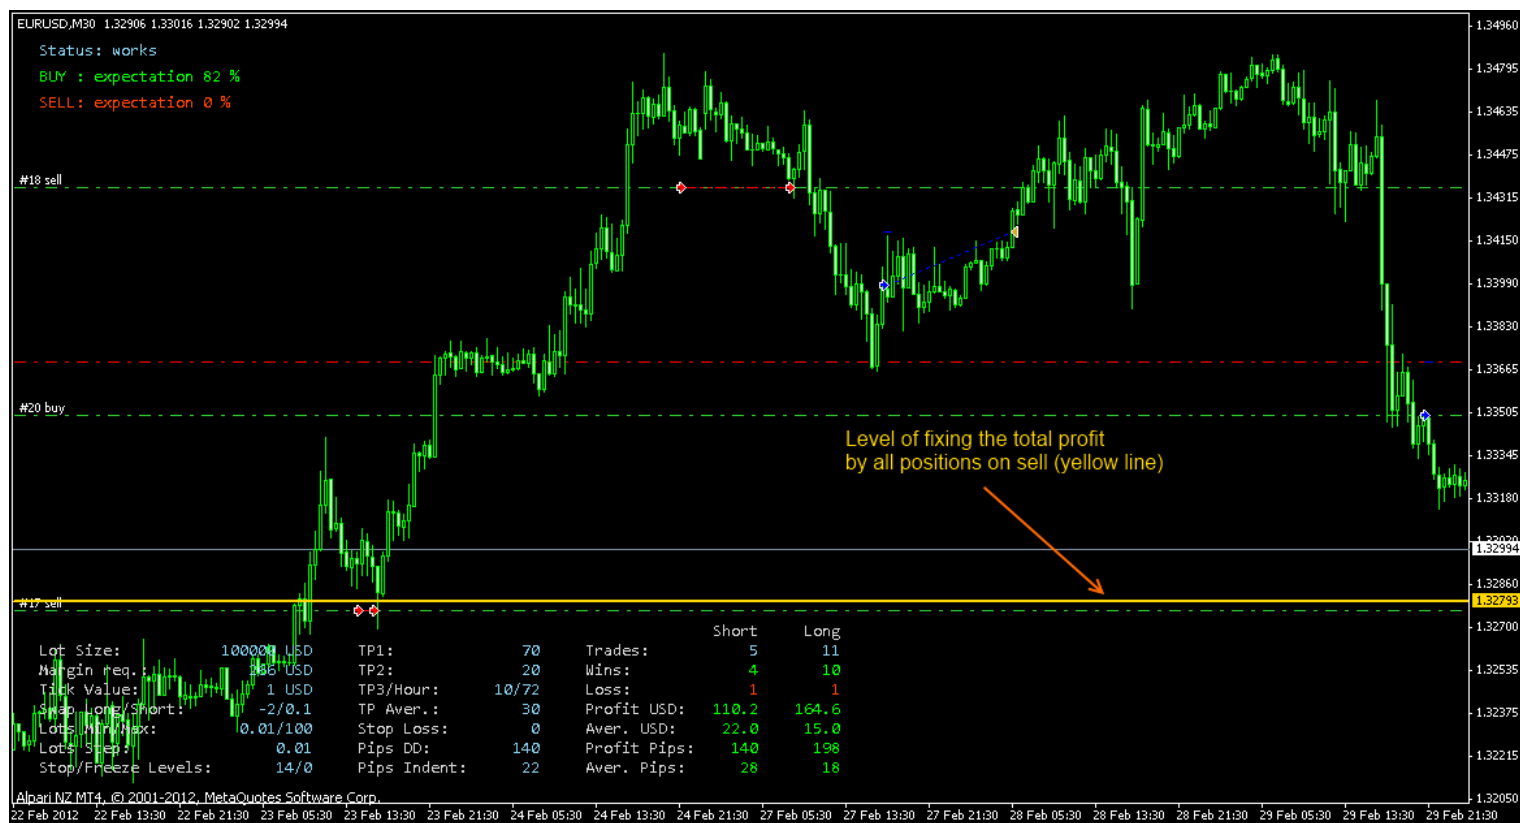 EURUSD,M30 1.32906 1.33016 1.32902 1.32994
Status: works
BUY : expectation 82 %
SELL: expectation 0 %
1.34960
1.34795
1.34635
1.34475
#18 sell
1.34315
1.34150
1.33990
1.33830
1.33665
#20 buy
1.33505
Level of fixing the total profit
by all positions on sell (yellow line)
1.33345
1.33180
1.33020
1.32994
1.32860
#17 sell
1.32793
1.32700
Short Long
Lot Size: 100000 USD TP1: 70 Trades: 5 11
Margin req.: 266 USD TP2: 20 Wins: 4 10
1.32535
Tick Value: 1 USD TP3/Hour: 10/72 Loss: 1 1
Swap Long/Short: -2/0.1 TP Aver.: 30 Profit USD: 110.2 164.6
1.32375
Lots Min/Max: 0.01/100 Stop Loss: 0 Aver. USD: 22.0 15.0
Lots Step: 0.01 Pips DD: 140 Profit Pips: 140 198
1.32215
Stop/Freeze Levels: 14/0 Pips Indent: 22 Aver. Pips: 28 18
Alpari NZ MT4, © 2001-2012, MetaQuotes Software Corp.
1.32050
22 Feb 2012 22 Feb 13:30 22 Feb 21:30 23 Feb 05:30 23 Feb 13:30 23 Feb 21:30 24 Feb 05:30 24 Feb 13:30 24 Feb 21:30 27 Feb 05:30 27 Feb 13:30 27 Feb 21:30 28 Feb 05:30 28 Feb 13:30 28 Feb 21:30 29 Feb 05:30 29 Feb 13:30 29 Feb 21:30